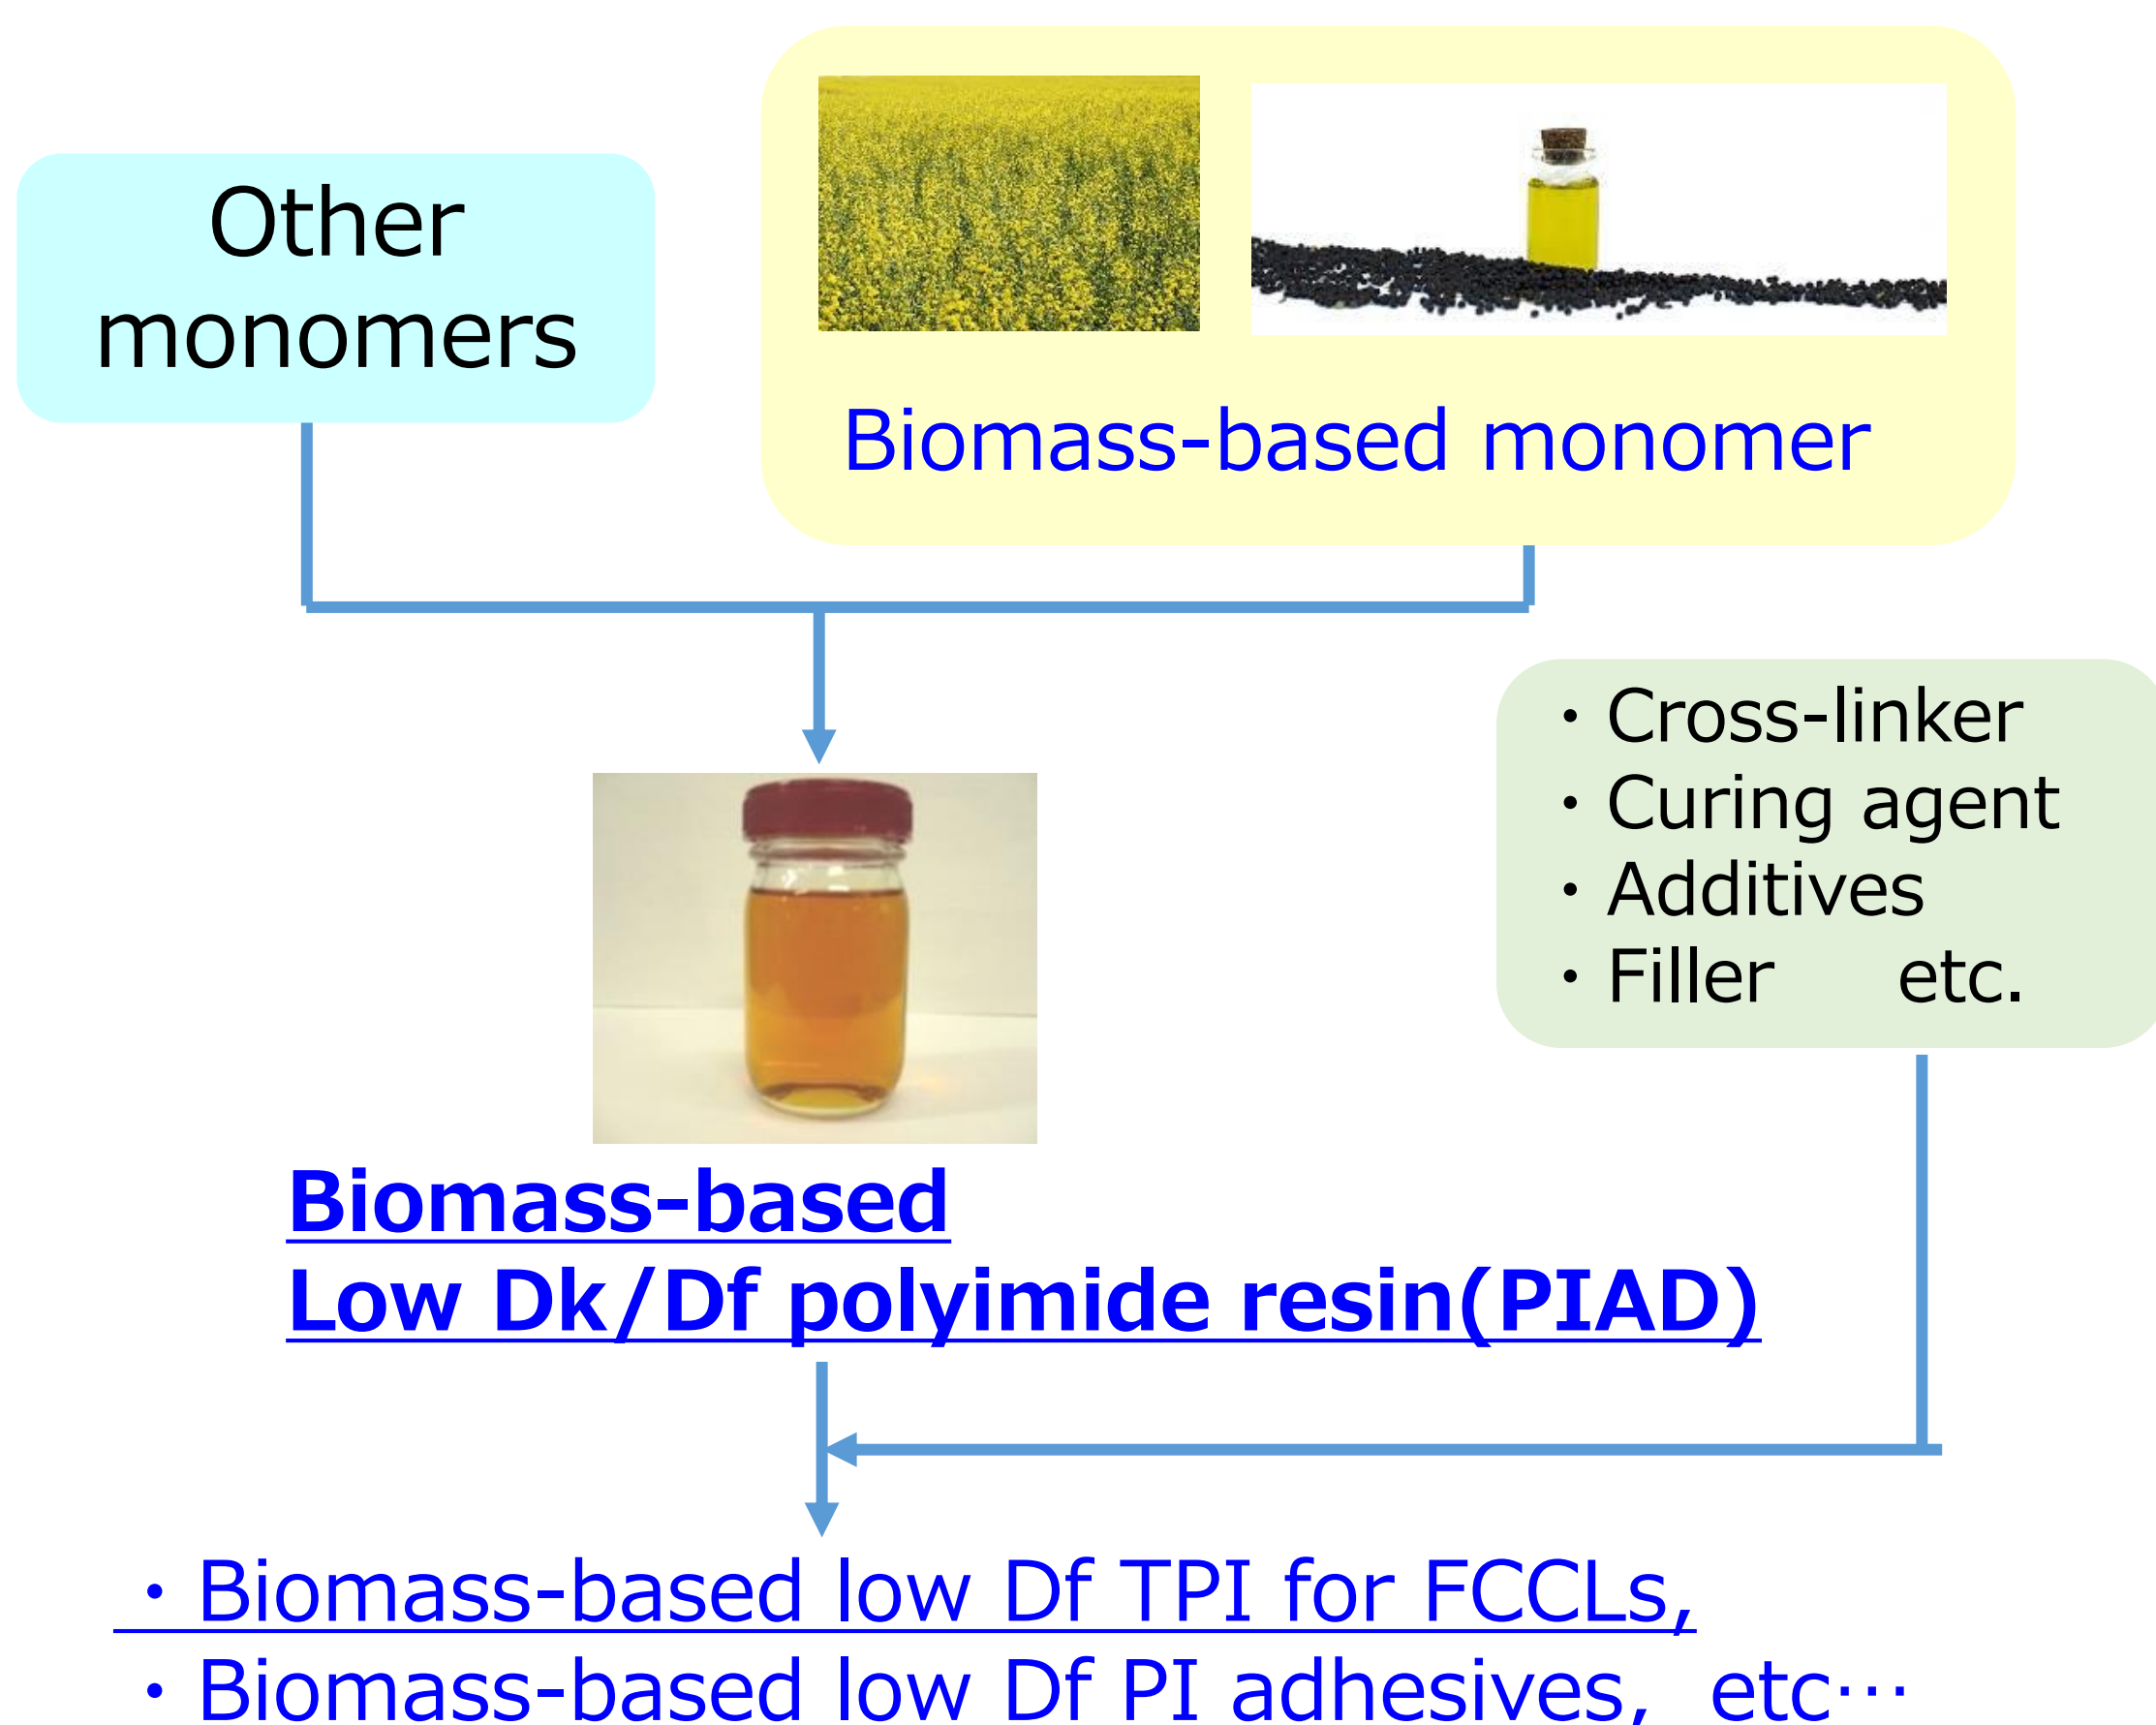 Other
monomers
Biomass-based monomer
・Cross-linker
・Curing agent
・Additives
・Filler etc.
Biomass-based
Low Dk/Df polyimide resin(PIAD)
・Biomass-based low Df TPI for FCCLs,
・Biomass-based low Df PI adhesives, etc…